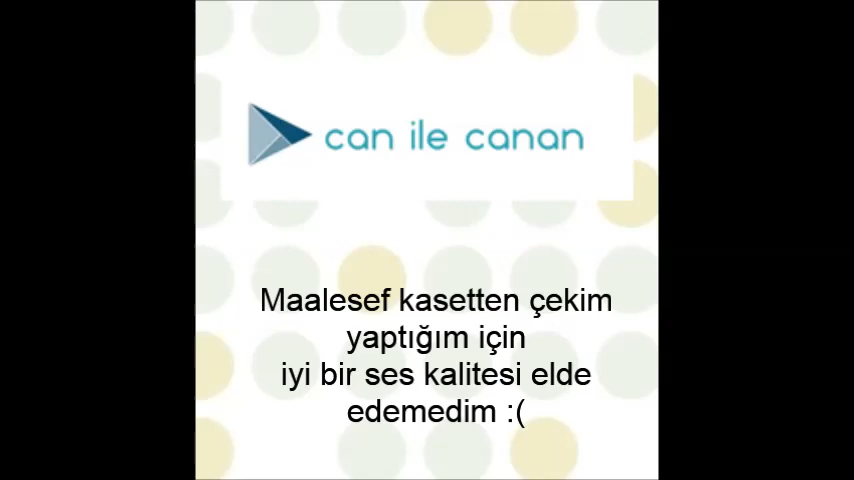 can ile canan
Maalesef kasetten çekim
yaptığım için
iyi bir ses kalitesi elde
edemedim :(